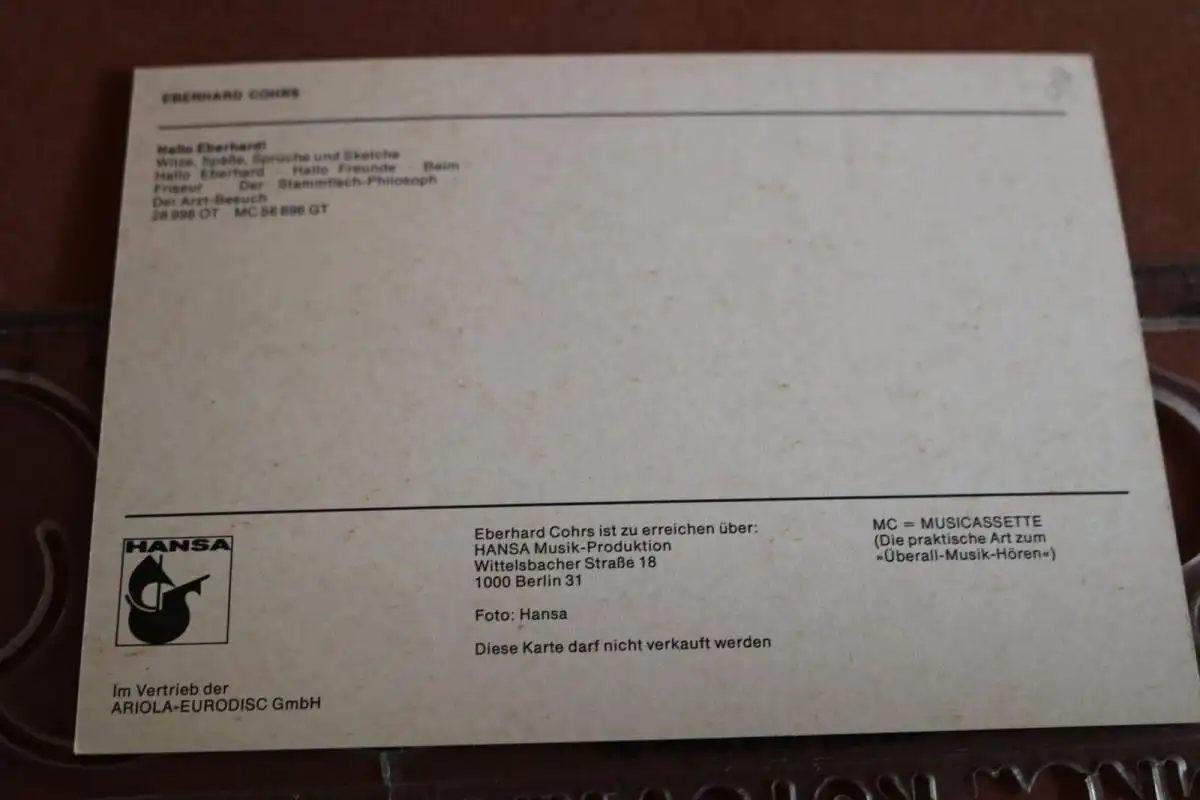 EBERHARD COHRS
Hallo Eberhard!
Witze, Späße, Sprüche und Sketche
Hallo Eberhard · Hallo Freunde · Beim
Friseur · Der Stammtisch-Philosoph
Der Arzt-Besuch
MC 56 896 GT
HANSA
Im Vertrieb der
ARIOLA-EURODISC GmbH
Eberhard Cohrs ist zu erreichen über:
HANSA Musik-Produktion
Wittelsbacher Straße 18
1000 Berlin 31
Foto: Hansa
Diese Karte darf nicht verkauft werden
MC = MUSICASSETTE
(Die praktische Art zum
»Überall-Musik-Hören«)